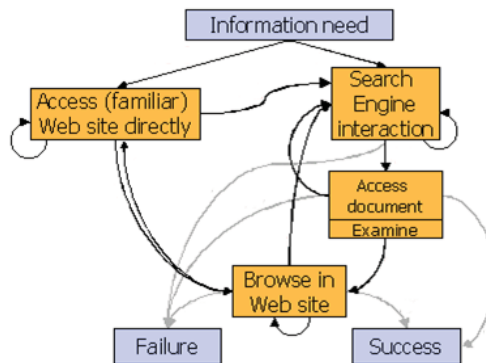 Information need
Access (familiar)
Web site directly
Search
Engine
interaction
Access
document
Examine
Browse in
Web site
Failure
Success